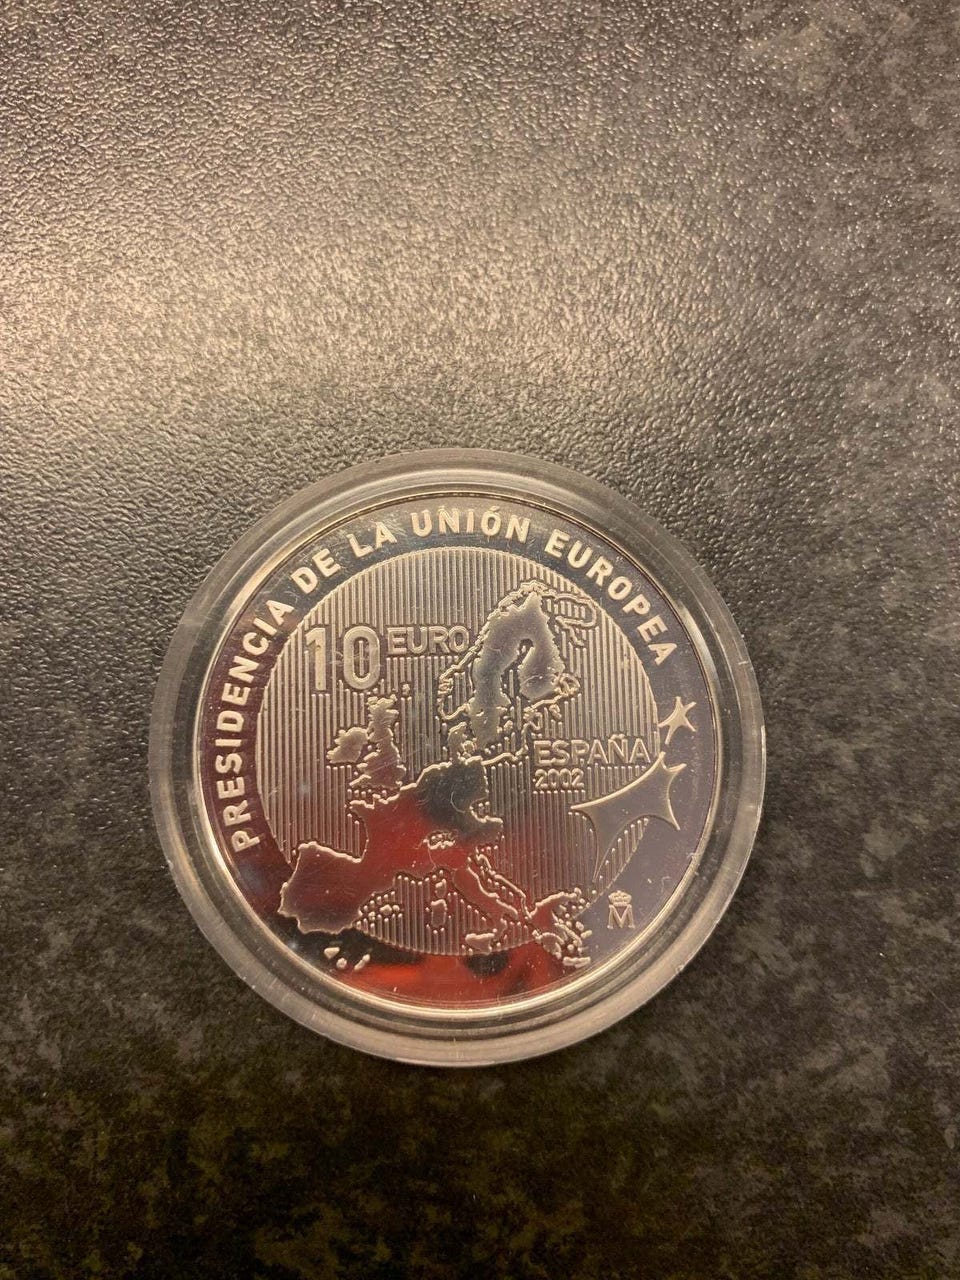 PRESIDENCIA DE LA UNIÓN EUROPEA
10 EURO
ESPAÑA
2002
M